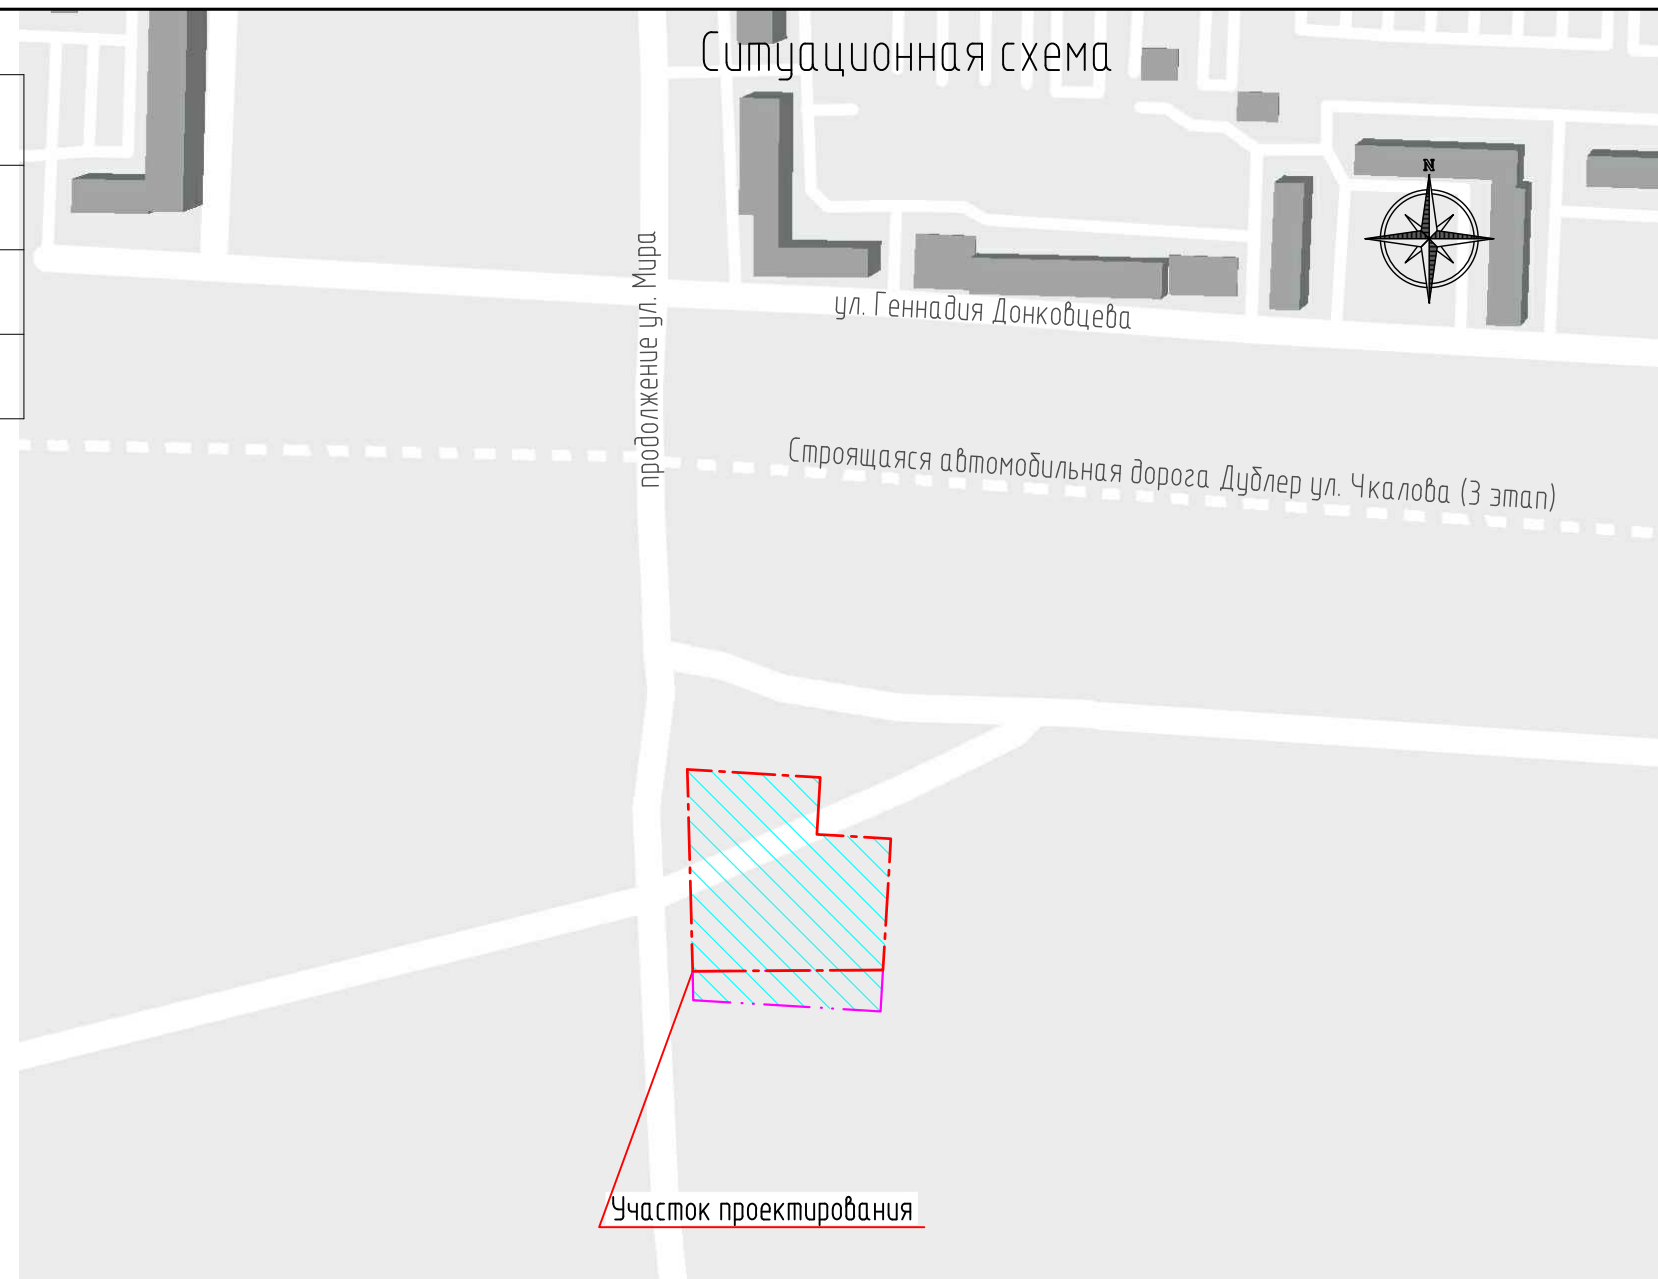 Ситуационная схема
N
продолжение ул. Мира
ул. Геннадия Донковцева
Строящаяся автомобильная дорога Дублер ул. Чкалова (3 этап)
Участок проектирования